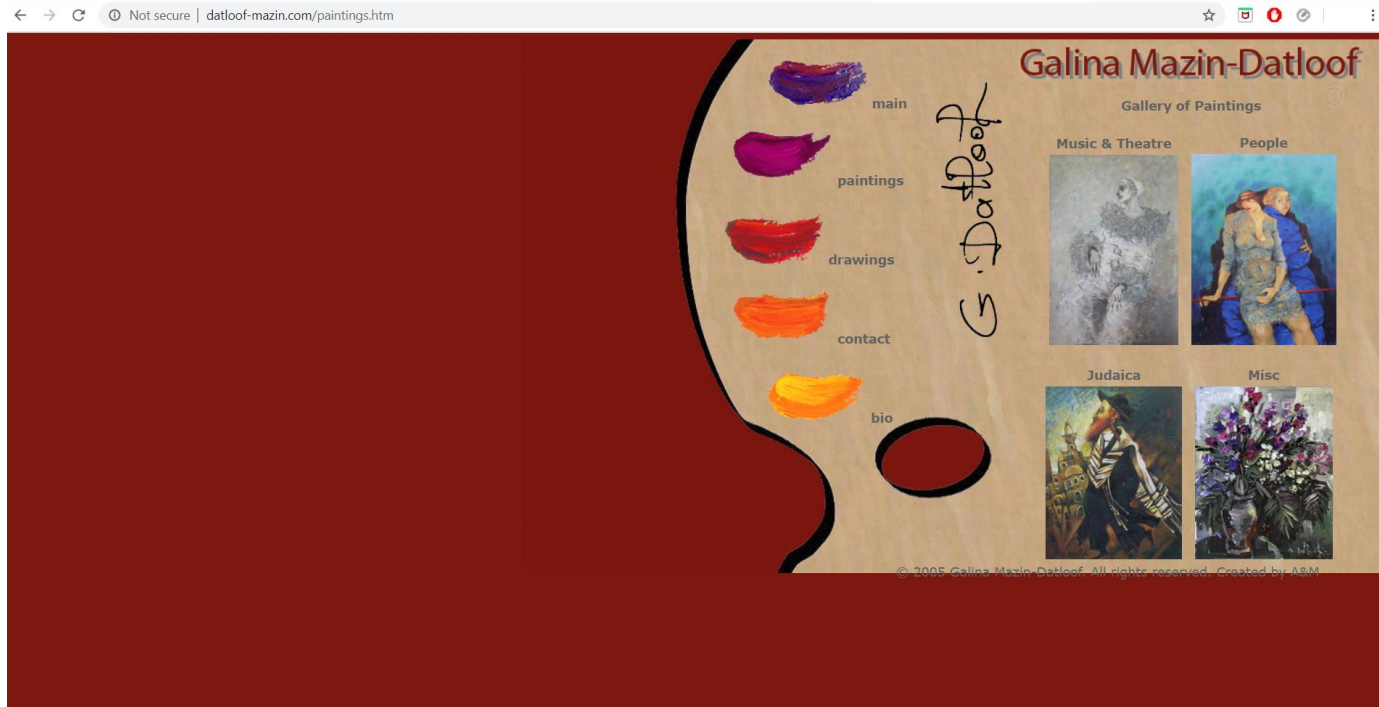 Not secure | datloof-mazin.com/paintings.htm
Galina Mazin-Datloof
Gallery of Paintings
main
paintings
drawings
contact
bio
G. Datloof
Music & Theatre
People
Judaica
Misc
© 2005 Galina Mazin-Datloof. All rights reserved. Created by A&M